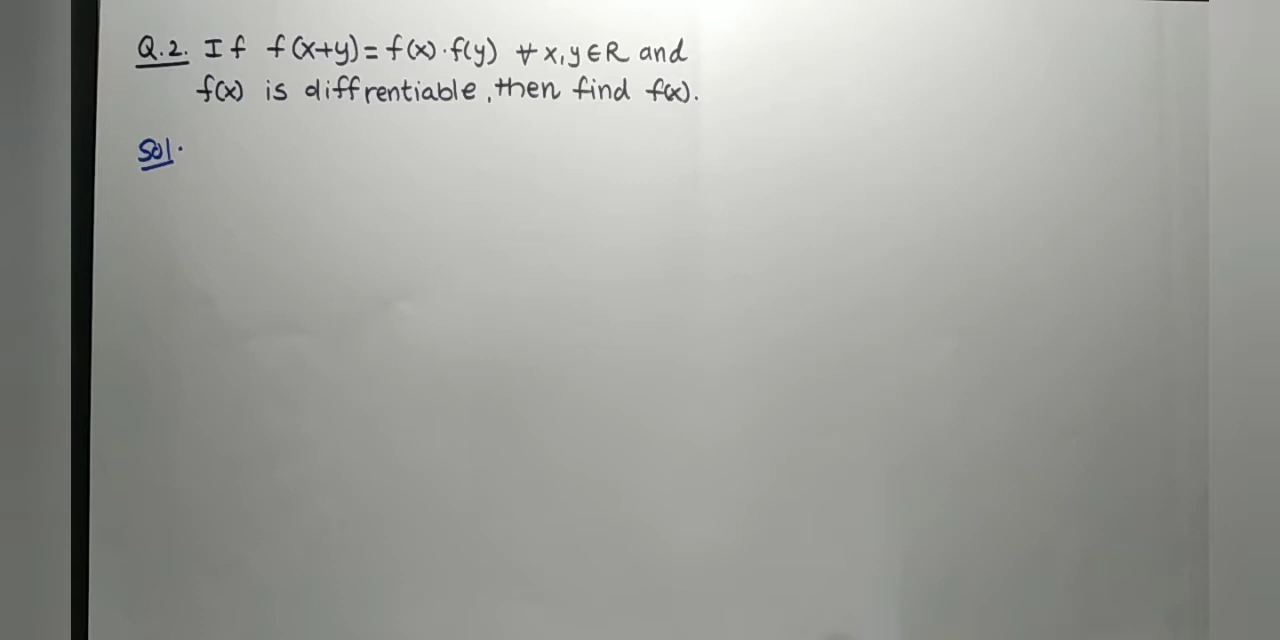 Q.2. If f(x+y) = f(x)·f(y) ∀ x,y ∈ R and
f(x) is diffrentiable, then find f(x).
Sol.